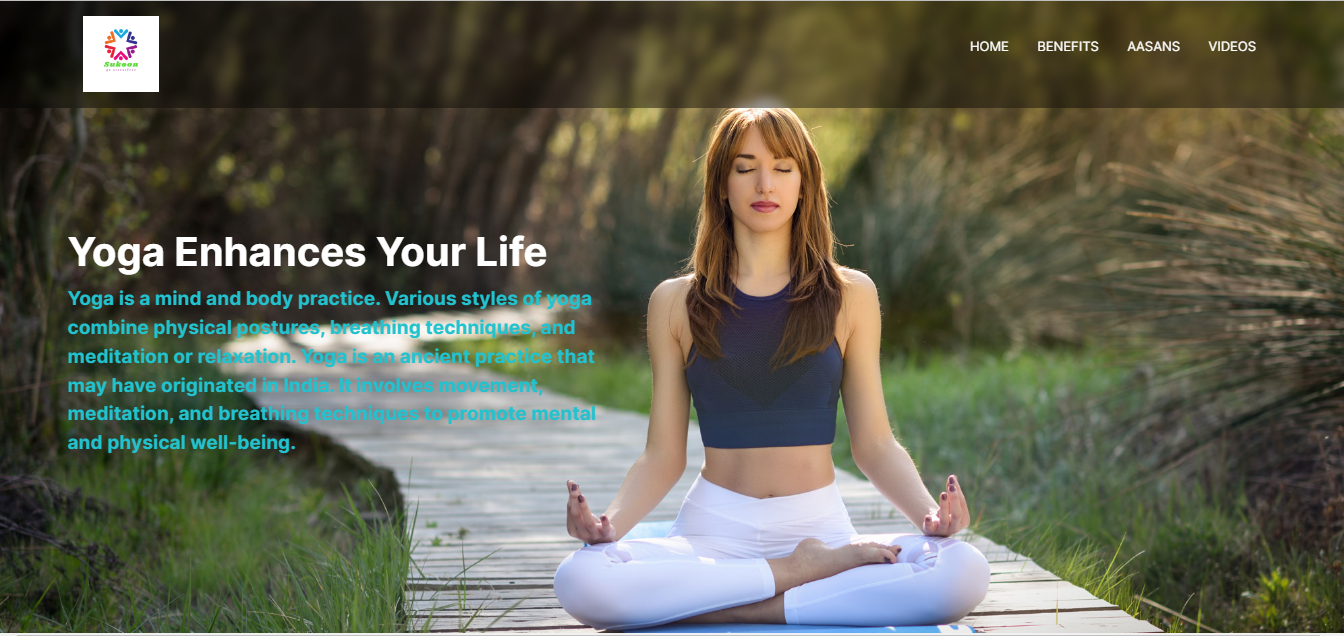 Sukoon
HOME BENEFITS AASANS VIDEOS
Yoga Enhances Your Life
Yoga is a mind and body practice. Various styles of yoga
combine physical postures, breathing techniques, and
meditation or relaxation. Yoga is an ancient practice that
may have originated in India. It involves movement,
meditation, and breathing techniques to promote mental
and physical well-being.